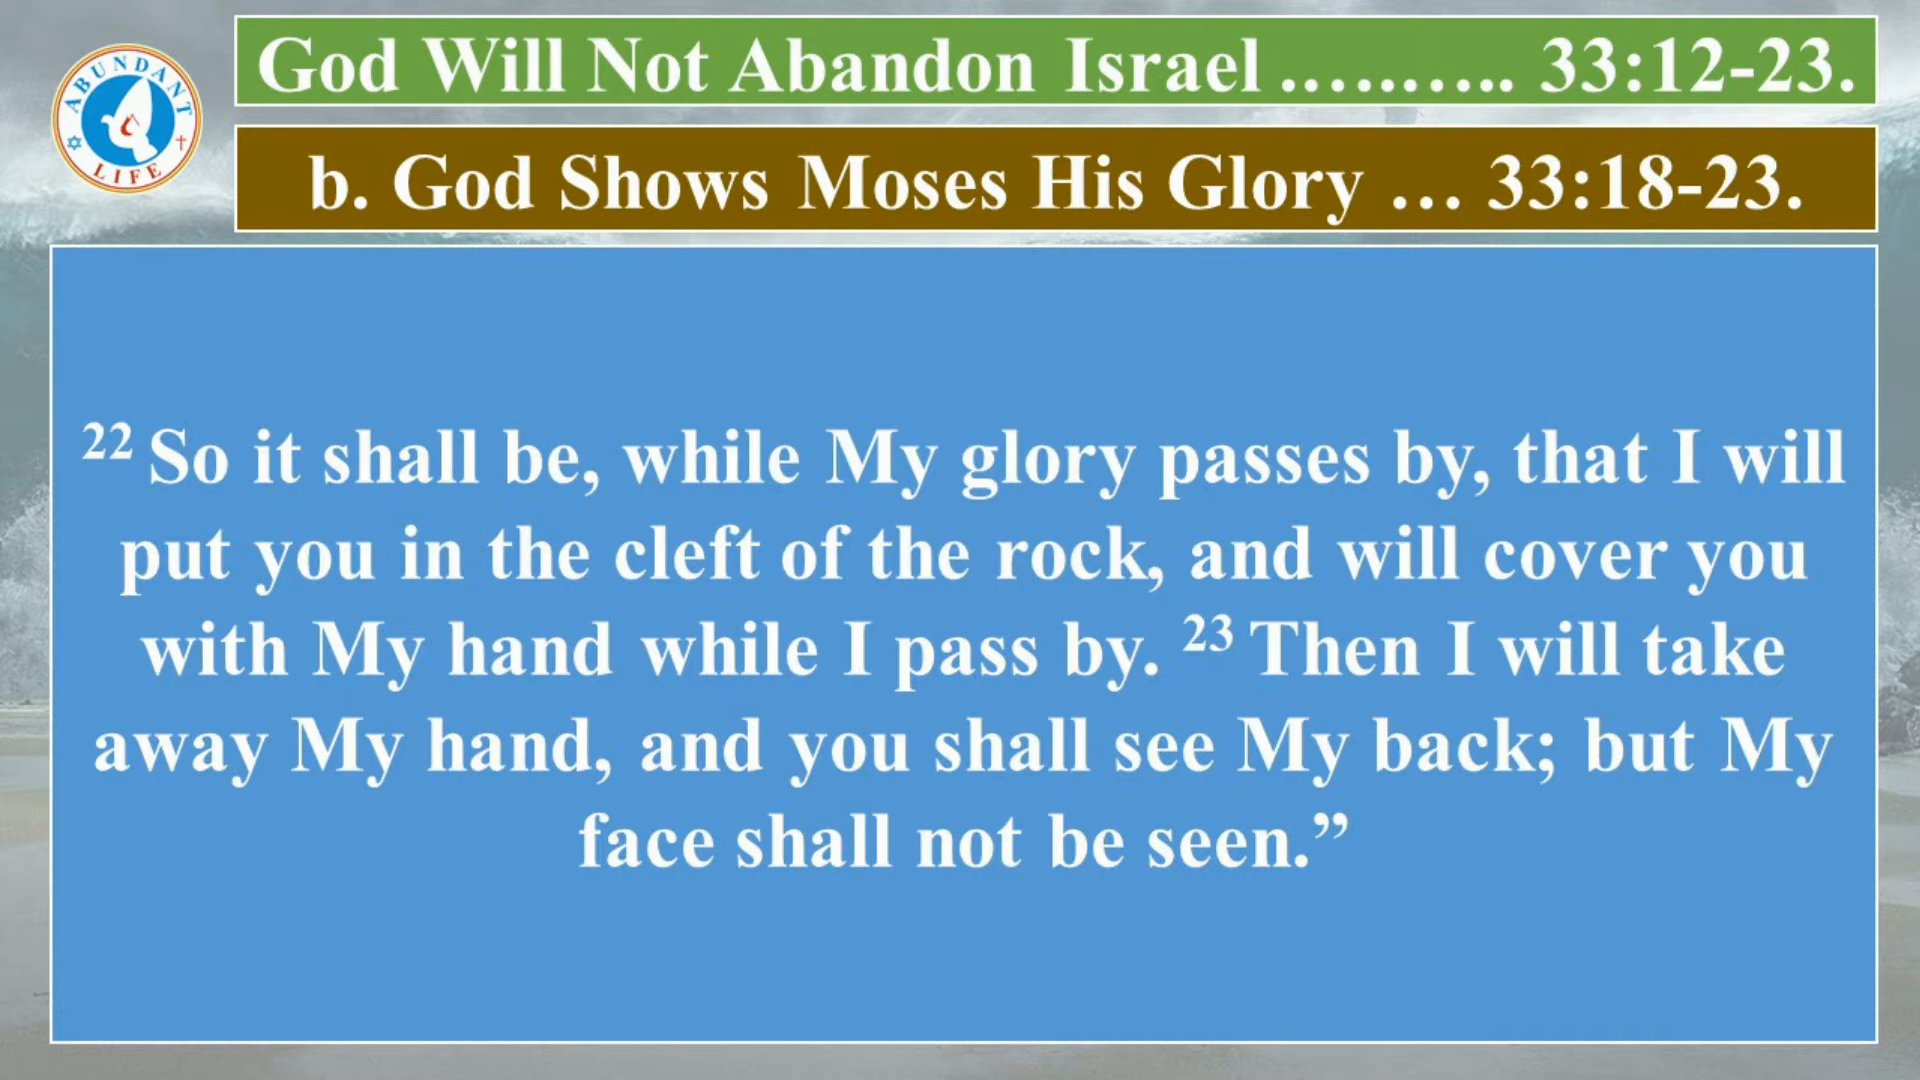 ABUNDANT
LIFE
God Will Not Abandon Israel ……….. 33:12-23.
b. God Shows Moses His Glory … 33:18-23.
22 So it shall be, while My glory passes by, that I will
put you in the cleft of the rock, and will cover you
with My hand while I pass by. 23 Then I will take
away My hand, and you shall see My back; but My
face shall not be seen.”